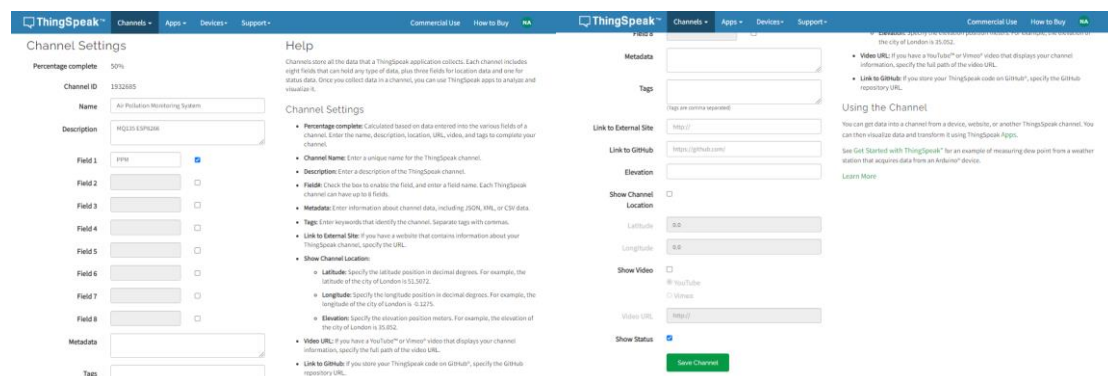 ThingSpeak™ Channels Apps Devices Support Commercial Use How to Buy NA
Channel Settings
Percentage complete 50%
Channel ID 1932685
Name Air Pollution Monitoring System
Description MQ135 ESP8266
Field 1 PPM
Field 2
Field 3
Field 4
Field 5
Field 6
Field 7
Field 8
Metadata
Tags
Help
Channels store all the data that a ThingSpeak application collects. Each channel includes
eight fields that can hold any type of data, plus three fields for location data and one for
status data. Once you collect data in a channel, you can use ThingSpeak apps to analyze and
visualize it.
Channel Settings
Percentage complete: Calculated based on data entered into the various fields of a
channel. Enter the name, description, location, URL, video, and tags to complete your
channel.
Channel Name: Enter a unique name for the ThingSpeak channel.
Description: Enter a description of the ThingSpeak channel.
Field#: Check the box to enable the field, and enter a field name. Each ThingSpeak
channel can have up to 8 fields.
Metadata: Enter information about channel data, including JSON, XML, or CSV data.
Tags: Enter keywords that identify the channel. Separate tags with commas.
Link to External Site: If you have a website that contains information about your
ThingSpeak channel, specify the URL.
Show Channel Location:
Latitude: Specify the latitude position in decimal degrees. For example, the
latitude of the city of London is 51.5072.
Longitude: Specify the longitude position in decimal degrees. For example, the
longitude of the city of London is -0.1275.
Elevation: Specify the elevation position meters. For example, the elevation of
the city of London is 35.052.
Video URL: If you have a YouTube™ or Vimeo® video that displays your channel
information, specify the full path of the video URL.
Link to GitHub: If you store your ThingSpeak code on GitHub®, specify the GitHub
repository URL.
ThingSpeak™ Channels Apps Devices Support Commercial Use How to Buy NA
Field 8
Metadata
Tags
(Tags are comma separated)
Link to External Site http://
Link to GitHub https://github.com/
Elevation
Show Channel
Location
Latitude 0.0
Longitude 0.0
Show Video
YouTube
Vimeo
Video URL http://
Show Status
Save Channel
Elevation: Specify the elevation position meters. For example, the elevation of
the city of London is 35.052.
Video URL: If you have a YouTube™ or Vimeo® video that displays your channel
information, specify the full path of the video URL.
Link to GitHub: If you store your ThingSpeak code on GitHub®, specify the GitHub
repository URL.
Using the Channel
You can get data into a channel from a device, website, or another ThingSpeak channel. You
can then visualize data and transform it using ThingSpeak Apps.
See Get Started with ThingSpeak™ for an example of measuring dew point from a weather
station that acquires data from an Arduino® device.
Learn More